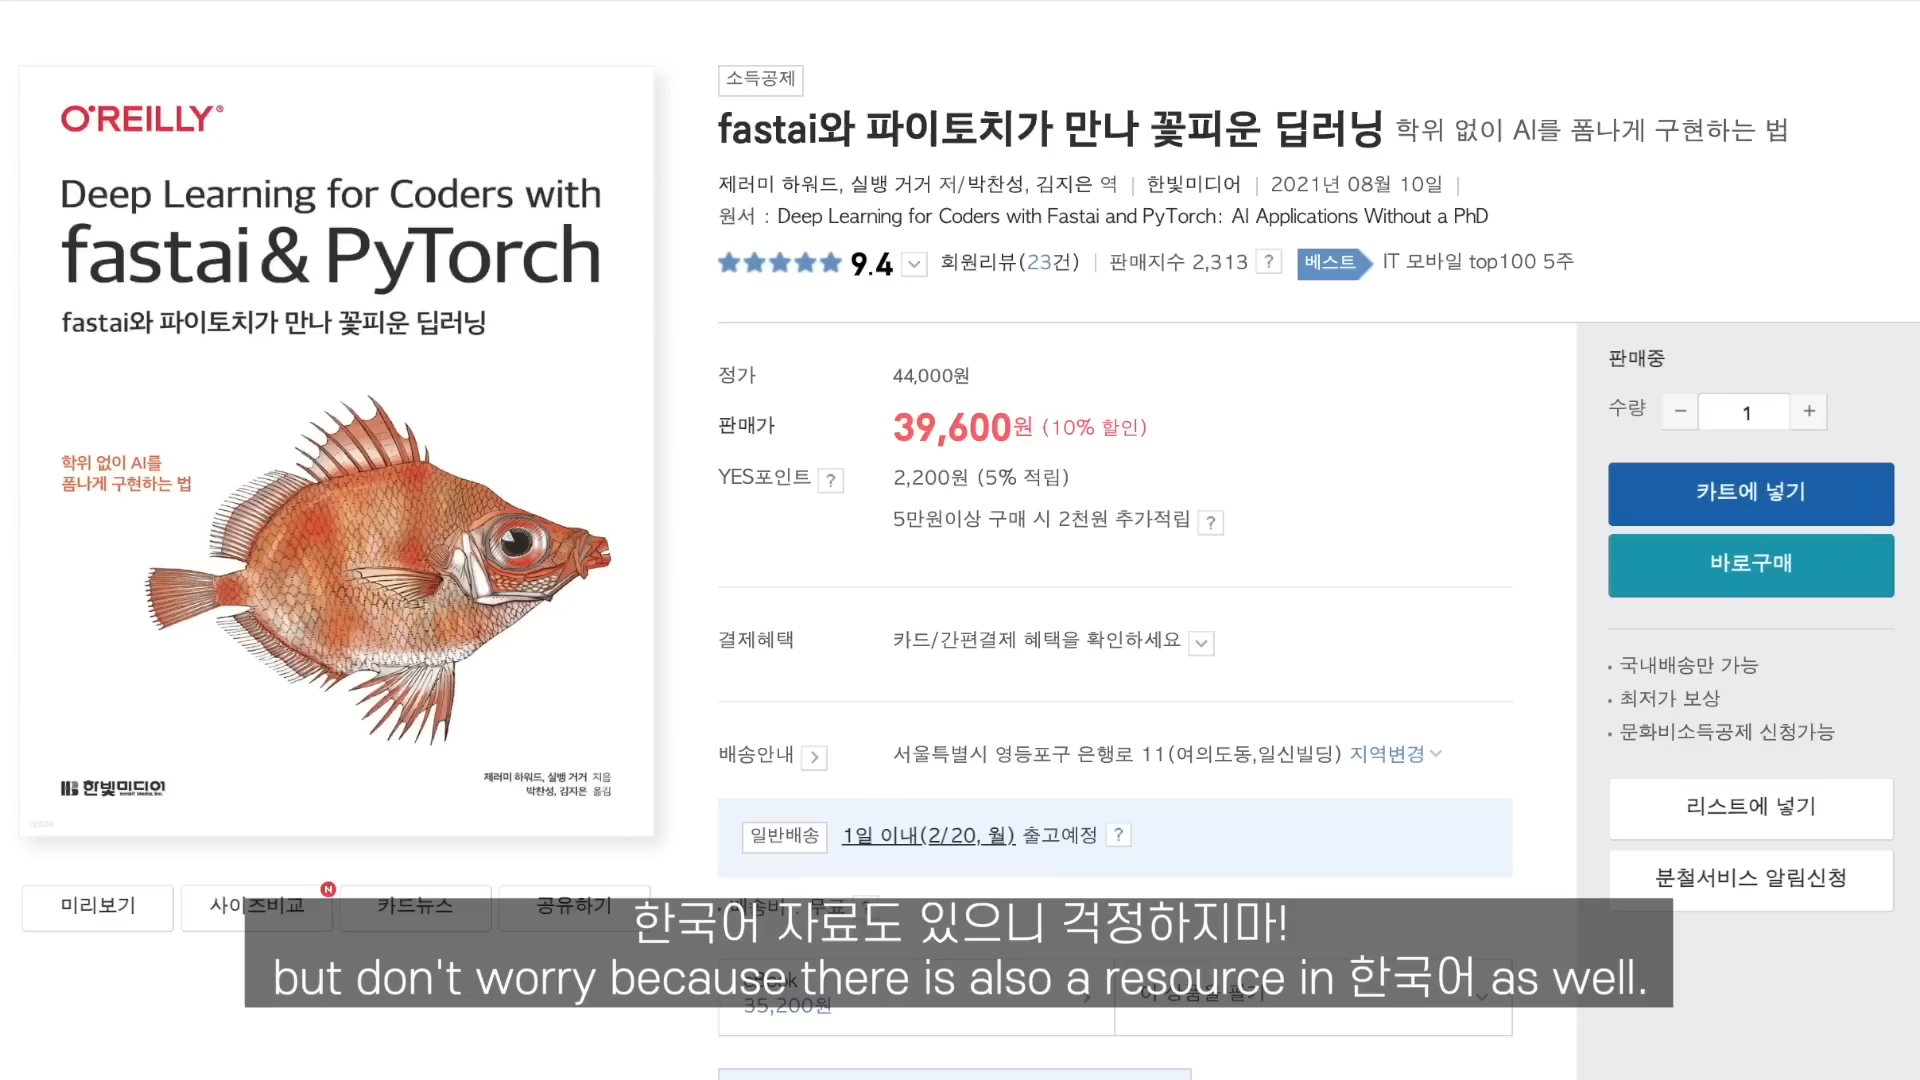 O'REILLY®
Deep Learning for Coders with
fastai & PyTorch
fastai와 파이토치가 만나 꽃피운 딥러닝
학위 없이 AI를
폼나게 구현하는 법
한빛미디어
Hanbit Media, Inc.
제러미 하워드, 실뱅 거거 지음
박찬성, 김지은 옮김
YES24
미리보기
사이즈비교
N
카드뉴스
공유하기
소득공제
fastai와 파이토치가 만나 꽃피운 딥러닝 학위 없이 AI를 폼나게 구현하는 법
제러미 하워드, 실뱅 거거 저/박찬성, 김지은 역 | 한빛미디어 | 2021년 08월 10일 |
원서 : Deep Learning for Coders with Fastai and PyTorch: AI Applications Without a PhD
9.4 회원리뷰(23건) | 판매지수 2,313 ? 베스트 IT 모바일 top100 5주
정가 44,000원
판매가 39,600원 (10% 할인)
YES포인트 ? 2,200원 (5% 적립)
5만원이상 구매 시 2천원 추가적립 ?
결제혜택 카드/간편결제 혜택을 확인하세요
배송안내 서울특별시 영등포구 은행로 11(여의도동,일신빌딩) 지역변경
일반배송 1일 이내(2/20, 월) 출고예정 ?
배송비 : 무료 ?
eBook
35,200원
이 상품을 팔기
판매중
수량 − 1 +
카트에 넣기
바로구매
· 국내배송만 가능
· 최저가 보상
· 문화비소득공제 신청가능
리스트에 넣기
분철서비스 알림신청
한국어 자료도 있으니 걱정하지마!
but don't worry because there is also a resource in 한국어 as well.